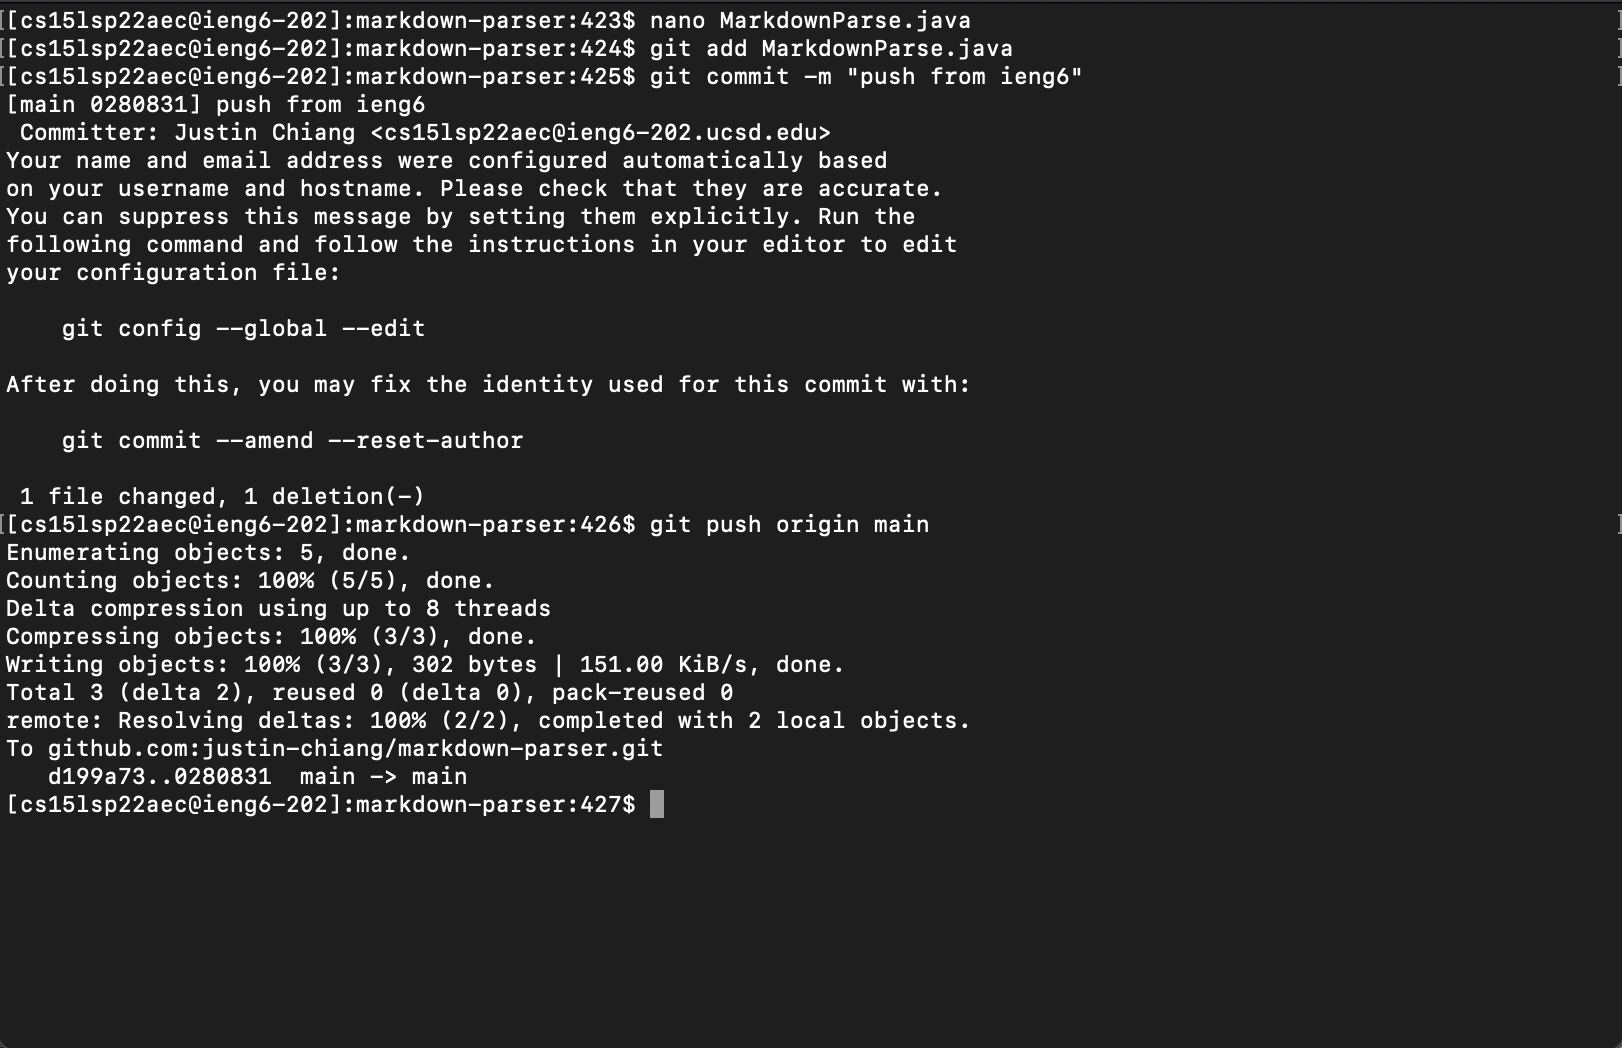 [[cs15lsp22aec@ieng6-202]:markdown-parser:423$ nano MarkdownParse.java ]
[[cs15lsp22aec@ieng6-202]:markdown-parser:424$ git add MarkdownParse.java ]
[[cs15lsp22aec@ieng6-202]:markdown-parser:425$ git commit -m "push from ieng6" ]
[main 0280831] push from ieng6
 Committer: Justin Chiang <cs15lsp22aec@ieng6-202.ucsd.edu>
Your name and email address were configured automatically based
on your username and hostname. Please check that they are accurate.
You can suppress this message by setting them explicitly. Run the
following command and follow the instructions in your editor to edit
your configuration file:

    git config --global --edit

After doing this, you may fix the identity used for this commit with:

    git commit --amend --reset-author

 1 file changed, 1 deletion(-)
[[cs15lsp22aec@ieng6-202]:markdown-parser:426$ git push origin main ]
Enumerating objects: 5, done.
Counting objects: 100% (5/5), done.
Delta compression using up to 8 threads
Compressing objects: 100% (3/3), done.
Writing objects: 100% (3/3), 302 bytes | 151.00 KiB/s, done.
Total 3 (delta 2), reused 0 (delta 0), pack-reused 0
remote: Resolving deltas: 100% (2/2), completed with 2 local objects.
To github.com:justin-chiang/markdown-parser.git
   d199a73..0280831  main -> main
[cs15lsp22aec@ieng6-202]:markdown-parser:427$